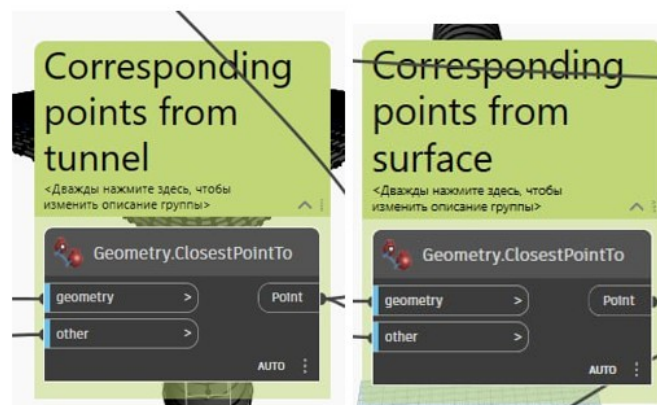 Corresponding
points from
tunnel
<Дважды нажмите здесь, чтобы
изменить описание группы>
Geometry.ClosestPointTo
geometry >
Point
other >
AUTO
Corresponding
points from
surface
<Дважды нажмите здесь, чтобы
изменить описание группы>
Geometry.ClosestPointTo
geometry >
Point
other >
AUTO